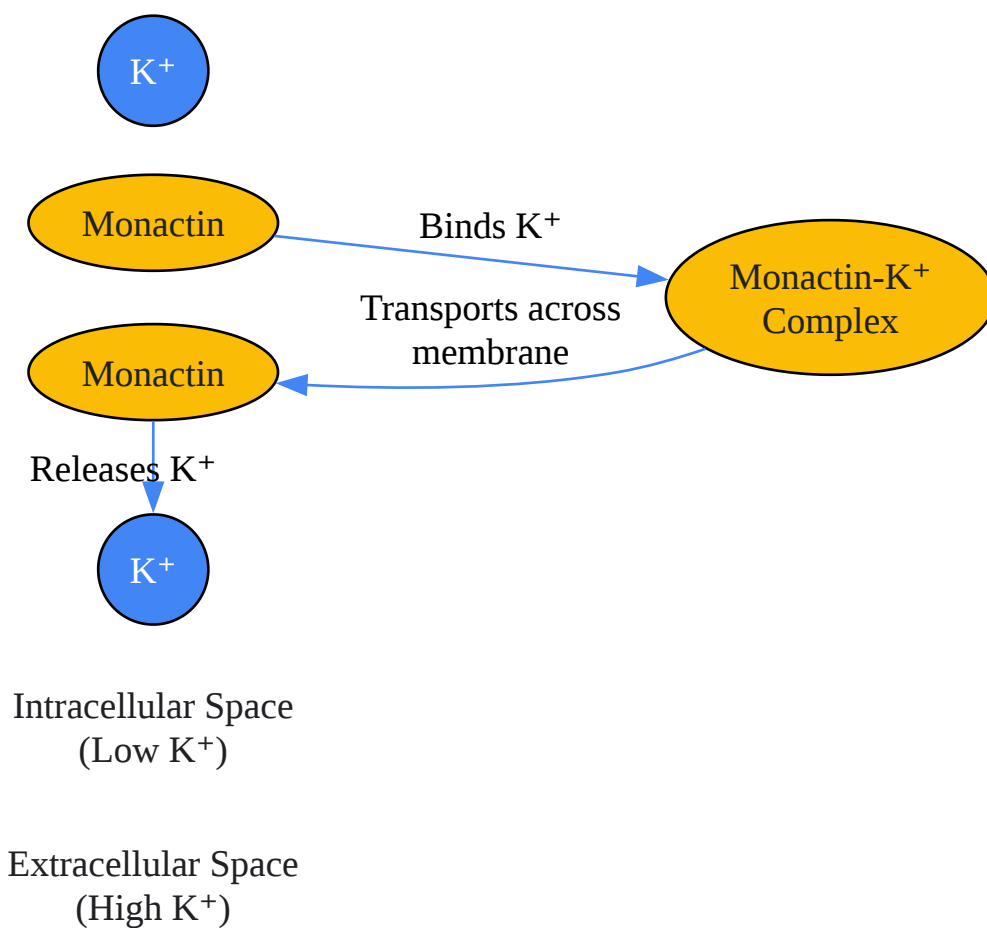 K⁺
Monactin
Binds K⁺
Monactin-K⁺
Complex
Transports across
membrane
Monactin
Releases K⁺
K⁺
Intracellular Space
(Low K⁺)
Extracellular Space
(High K⁺)